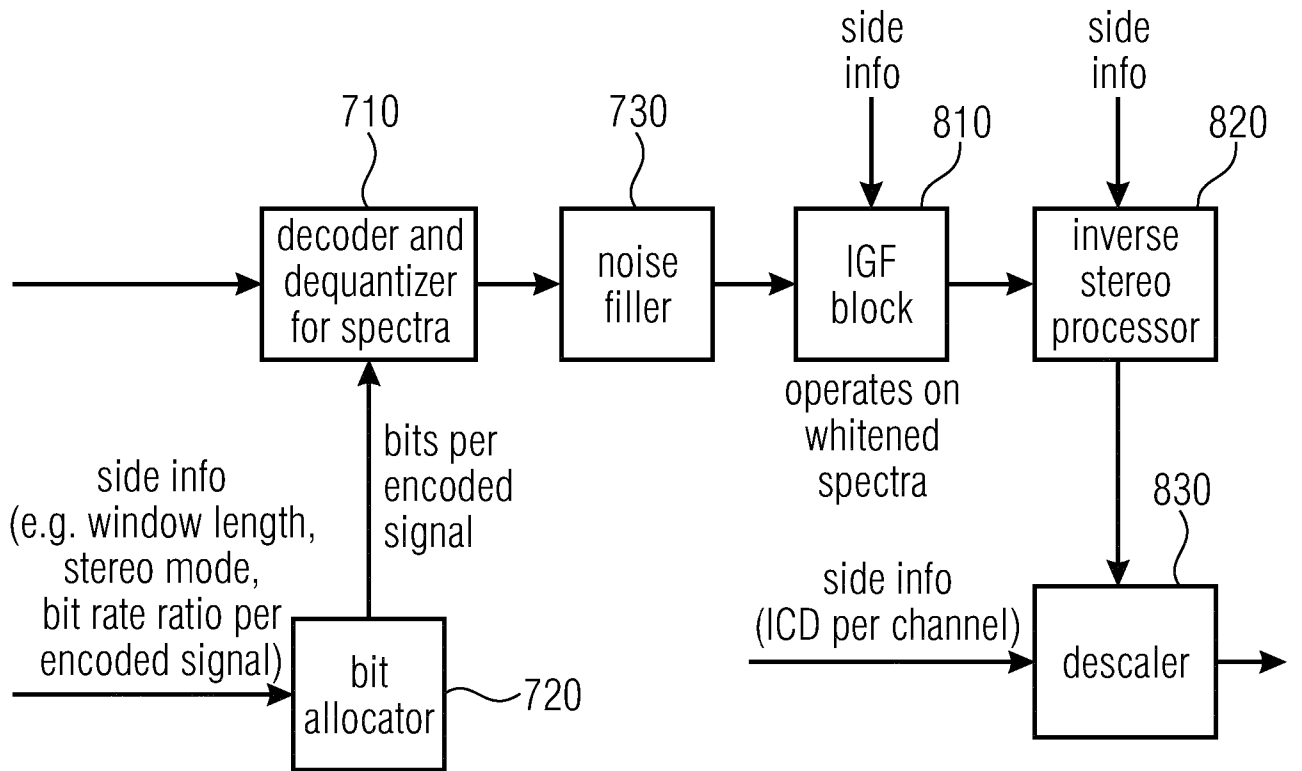 side
info
side
info
710
730
810
820
decoder and
dequantizer
for spectra
noise
filler
IGF
block
inverse
stereo
processor
operates on
whitened
spectra
bits per
encoded
signal
side info
(e.g. window length,
stereo mode,
bit rate ratio per
encoded signal)
830
side info
(ICD per channel)
descaler
bit
allocator
720